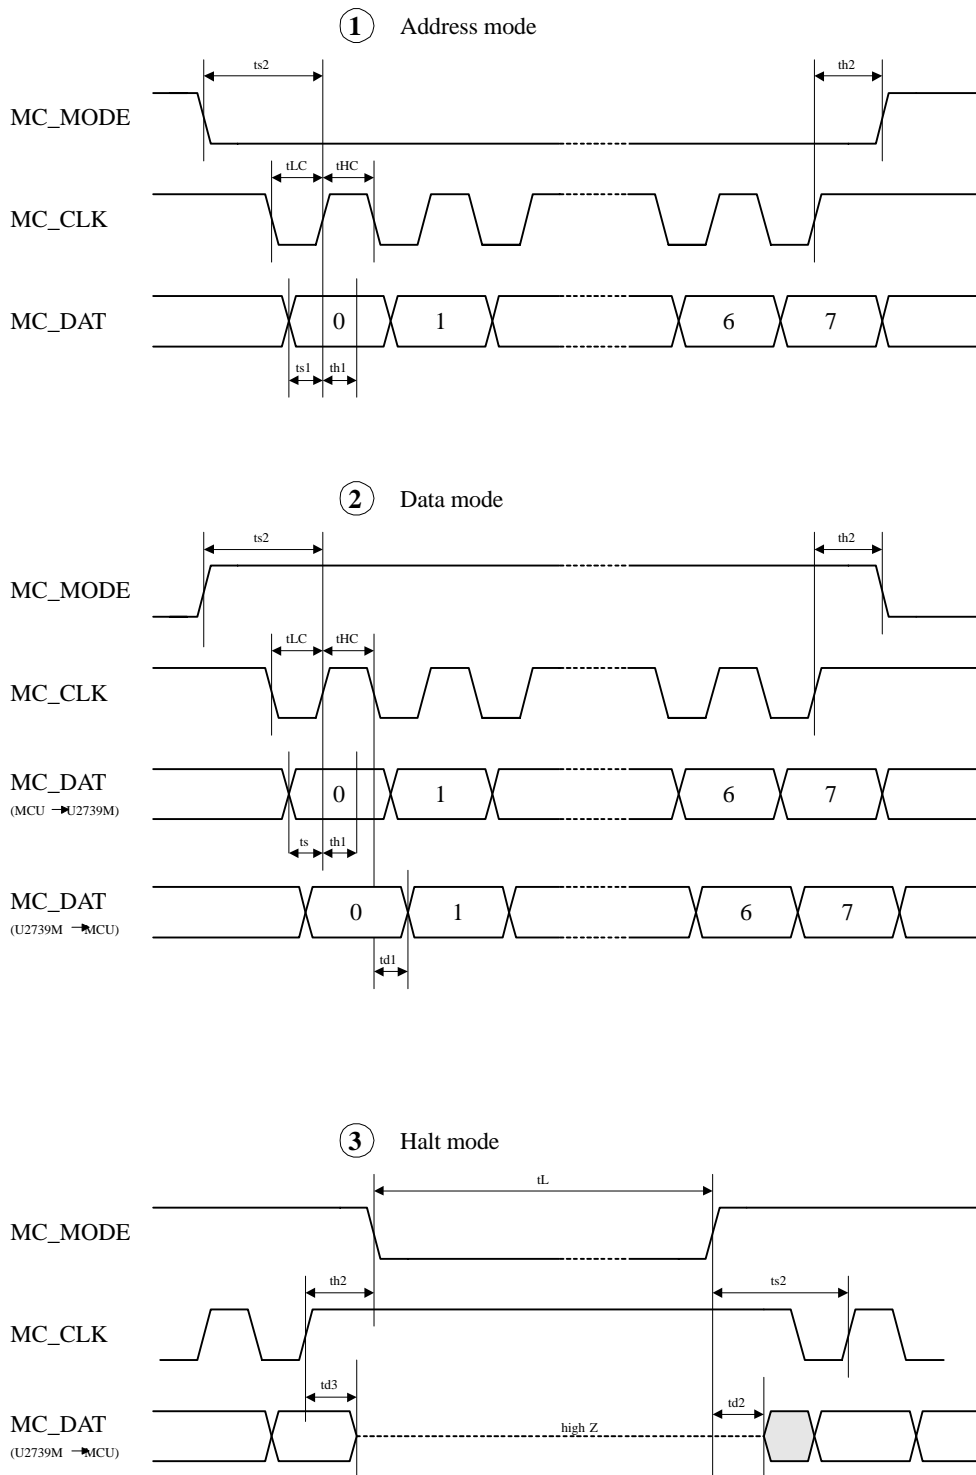 1 Address mode
ts2 th2
MC_MODE
tLC tHC
MC_CLK
MC_DAT 0 1 6 7
ts1 th1
2 Data mode
ts2 th2
MC_MODE
tLC tHC
MC_CLK
MC_DAT 0 1 6 7
(MCU → U2739M)
ts th1
MC_DAT 0 1 6 7
(U2739M → MCU)
td1
3 Halt mode
tL
MC_MODE
th2 ts2
MC_CLK
td3 td2
MC_DAT high Z
(U2739M → MCU)